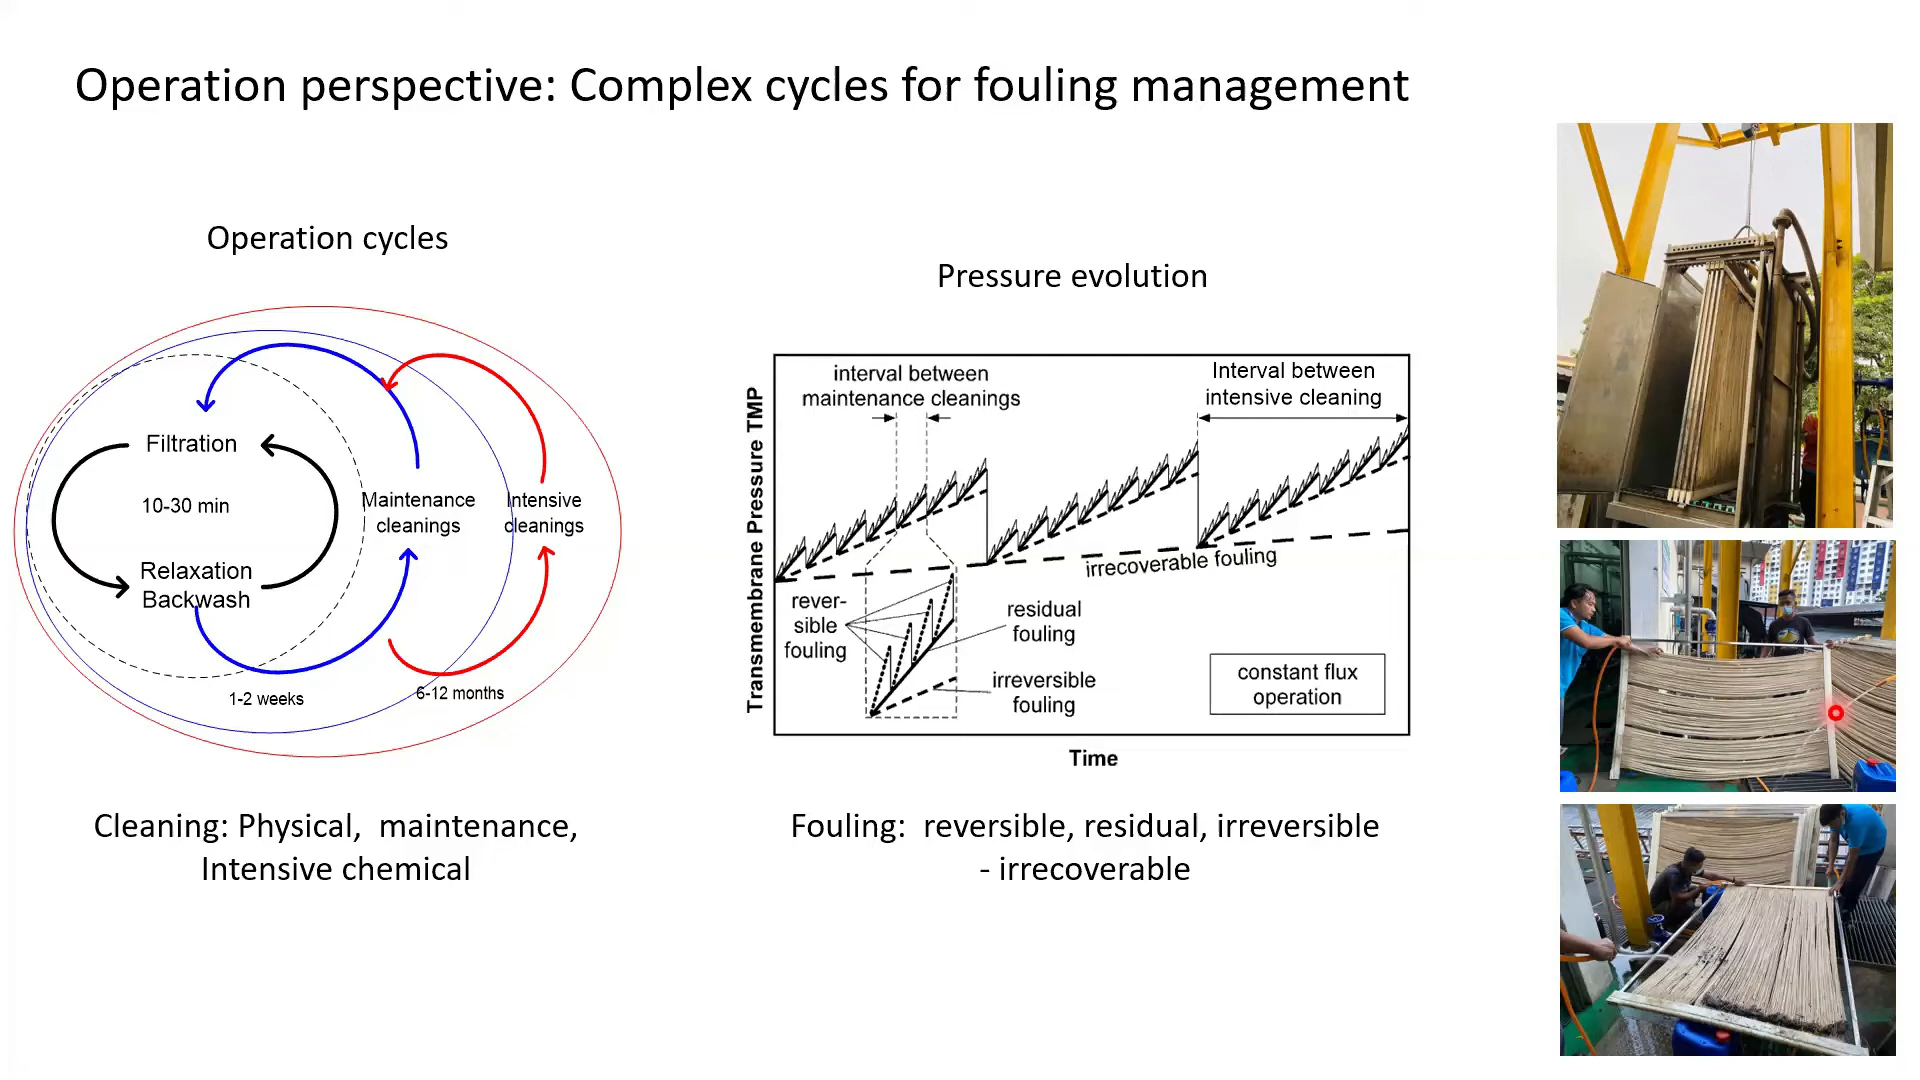 Operation perspective: Complex cycles for fouling management
Operation cycles
Filtration
10-30 min
Relaxation
Backwash
Maintenance
cleanings
Intensive
cleanings
1-2 weeks
6-12 months
Cleaning: Physical,  maintenance,
Intensive chemical
Pressure evolution
Transmembrane Pressure TMP
interval between
maintenance cleanings
Interval between
intensive cleaning
irrecoverable fouling
rever-
sible
fouling
residual
fouling
irreversible
fouling
constant flux
operation
Time
Fouling:  reversible, residual, irreversible
- irrecoverable